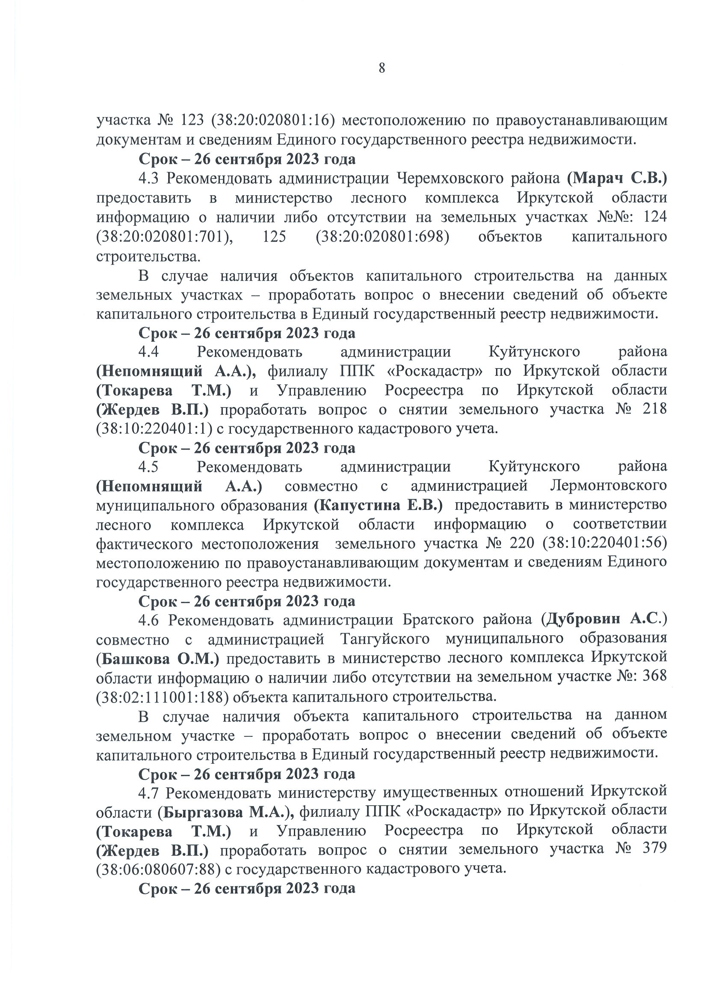 8
участка № 123 (38:20:020801:16) местоположению по правоустанавливающим
документам и сведениям Единого государственного реестра недвижимости.
Срок – 26 сентября 2023 года
4.3 Рекомендовать администрации Черемховского района (Марач С.В.)
предоставить в министерство лесного комплекса Иркутской области
информацию о наличии либо отсутствии на земельных участках №№: 124
(38:20:020801:701), 125 (38:20:020801:698) объектов капитального
строительства.
В случае наличия объектов капитального строительства на данных
земельных участках – проработать вопрос о внесении сведений об объекте
капитального строительства в Единый государственный реестр недвижимости.
Срок – 26 сентября 2023 года
4.4 Рекомендовать администрации Куйтунского района
(Непомнящий А.А.), филиалу ППК «Роскадастр» по Иркутской области
(Токарева Т.М.) и Управлению Росреестра по Иркутской области
(Жердев В.П.) проработать вопрос о снятии земельного участка № 218
(38:10:220401:1) с государственного кадастрового учета.
Срок – 26 сентября 2023 года
4.5 Рекомендовать администрации Куйтунского района
(Непомнящий А.А.) совместно с администрацией Лермонтовского
муниципального образования (Капустина Е.В.) предоставить в министерство
лесного комплекса Иркутской области информацию о соответствии
фактического местоположения земельного участка № 220 (38:10:220401:56)
местоположению по правоустанавливающим документам и сведениям Единого
государственного реестра недвижимости.
Срок – 26 сентября 2023 года
4.6 Рекомендовать администрации Братского района (Дубровин А.С.)
совместно с администрацией Тангуйского муниципального образования
(Башкова О.М.) предоставить в министерство лесного комплекса Иркутской
области информацию о наличии либо отсутствии на земельном участке №: 368
(38:02:111001:188) объекта капитального строительства.
В случае наличия объекта капитального строительства на данном
земельном участке – проработать вопрос о внесении сведений об объекте
капитального строительства в Единый государственный реестр недвижимости.
Срок – 26 сентября 2023 года
4.7 Рекомендовать министерству имущественных отношений Иркутской
области (Быргазова М.А.), филиалу ППК «Роскадастр» по Иркутской области
(Токарева Т.М.) и Управлению Росреестра по Иркутской области
(Жердев В.П.) проработать вопрос о снятии земельного участка № 379
(38:06:080607:88) с государственного кадастрового учета.
Срок – 26 сентября 2023 года